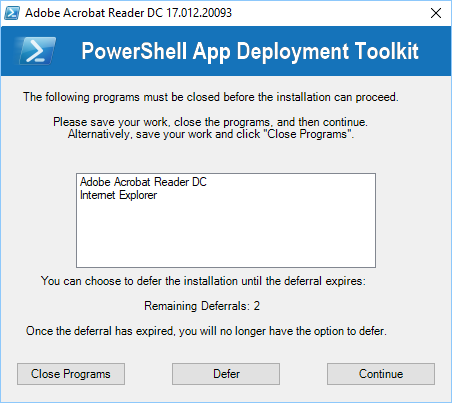 Adobe Acrobat Reader DC 17.012.20093
PowerShell App Deployment Toolkit
The following programs must be closed before the installation can proceed.
Please save your work, close the programs, and then continue.
Alternatively, save your work and click "Close Programs".
Adobe Acrobat Reader DC
Internet Explorer
You can choose to defer the installation until the deferral expires:
Remaining Deferrals: 2
Once the deferral has expired, you will no longer have the option to defer.
Close Programs
Defer
Continue